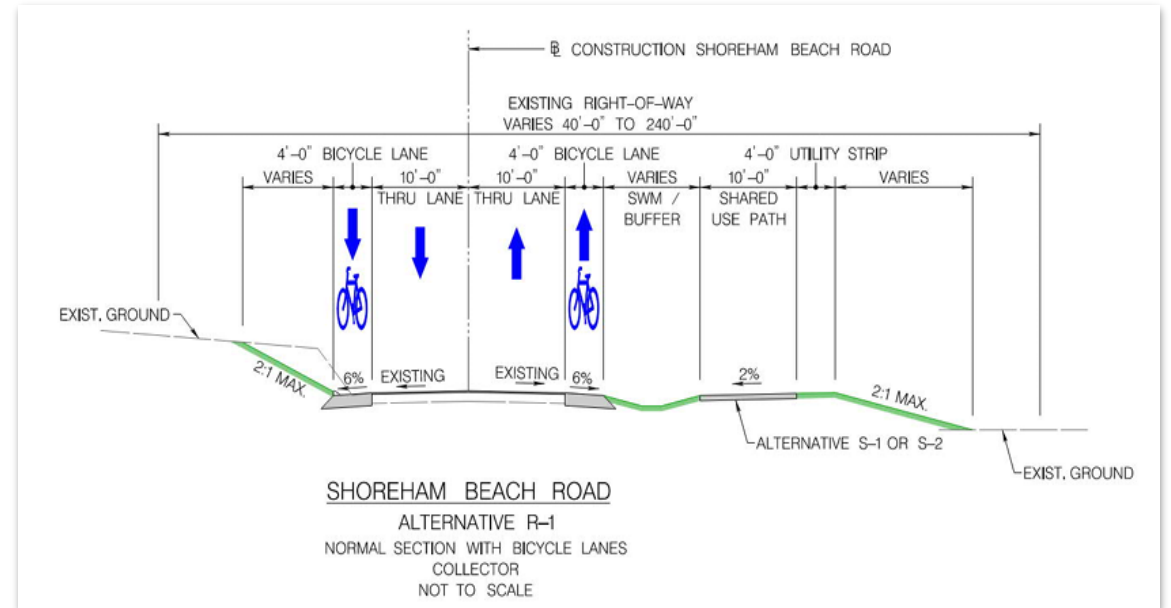 ℄ CONSTRUCTION SHOREHAM BEACH ROAD
EXISTING RIGHT-OF-WAY
VARIES 40'-0" TO 240'-0"
4'-0" BICYCLE LANE
4'-0" BICYCLE LANE
4'-0" UTILITY STRIP
VARIES
10'-0"
10'-0"
VARIES
10'-0"
VARIES
THRU LANE
THRU LANE
SWM /
BUFFER
SHARED
USE PATH
EXIST. GROUND
2:1 MAX.
6%
EXISTING
EXISTING
6%
2%
2:1 MAX.
ALTERNATIVE S-1 OR S-2
EXIST. GROUND
SHOREHAM BEACH ROAD
ALTERNATIVE R-1
NORMAL SECTION WITH BICYCLE LANES
COLLECTOR
NOT TO SCALE